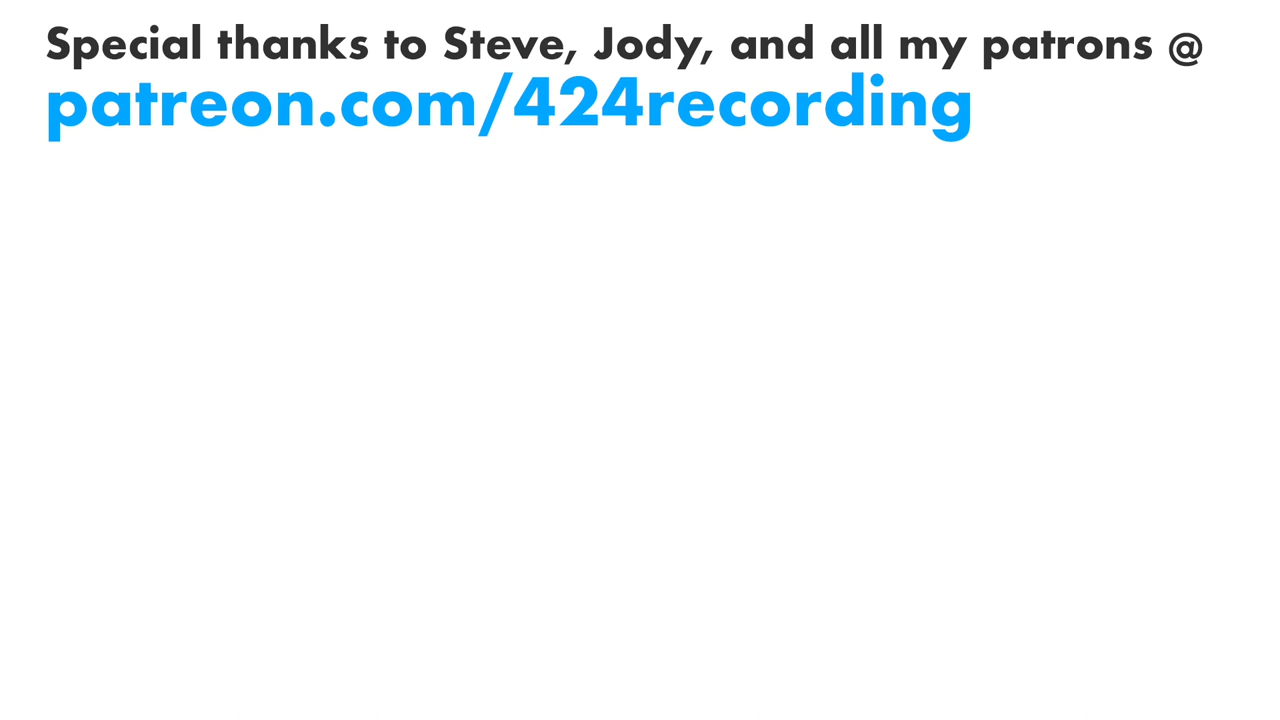 Special thanks to Steve, Jody, and all my patrons @
patreon.com/424recording